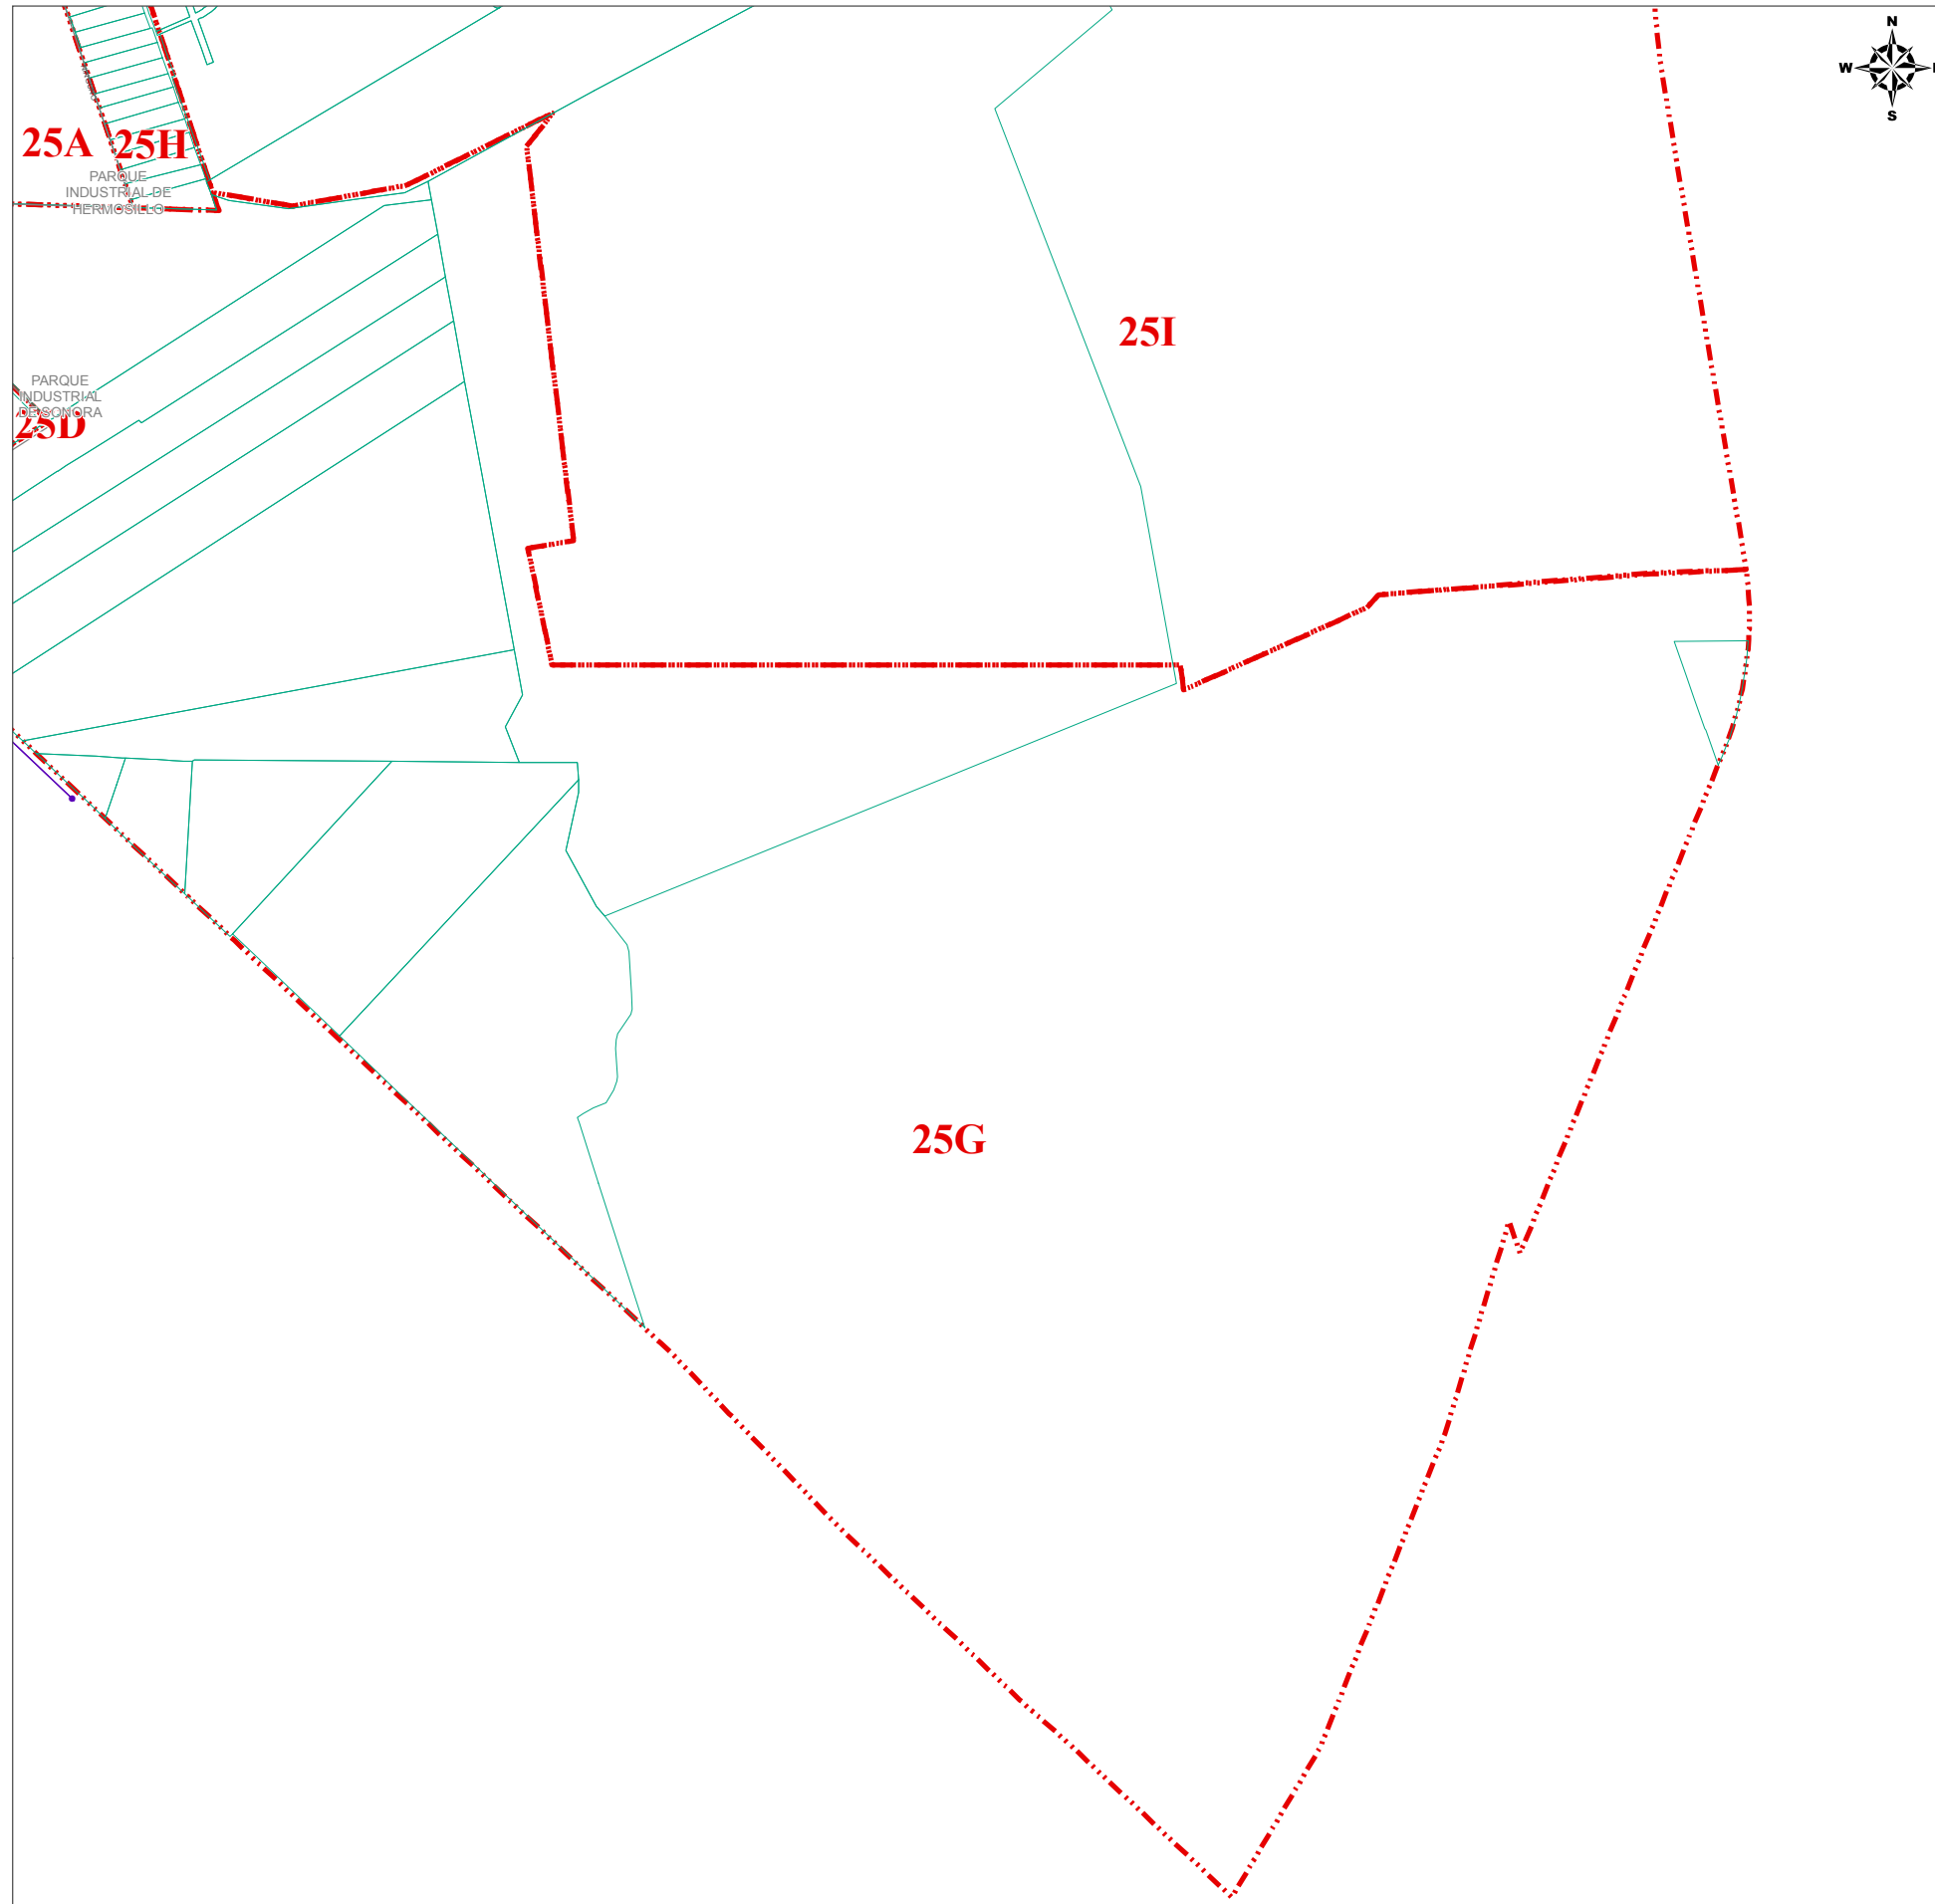 N
W
S
25A 25H
PARQUE
INDUSTRIAL DE
HERMOSILLO
25I
PARQUE
INDUSTRIAL
DE SONORA
25D
25G